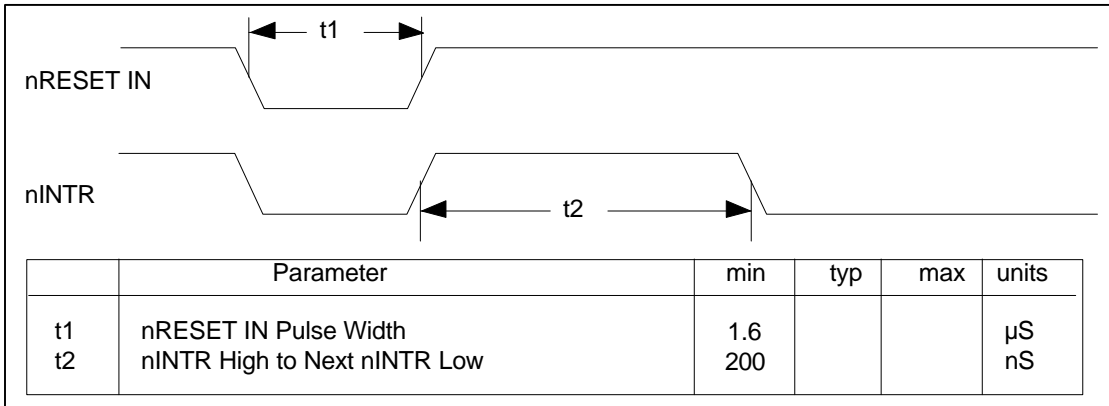 t1
nRESET IN
nINTR
t2
Parameter min typ max units
t1 nRESET IN Pulse Width 1.6 µS
t2 nINTR High to Next nINTR Low 200 nS